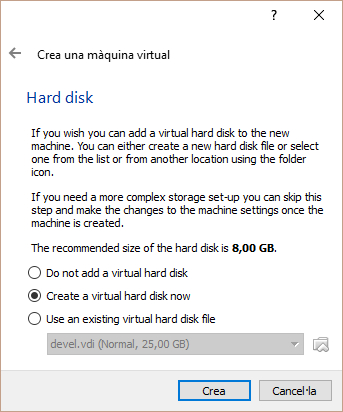 Crea una màquina virtual
Hard disk
If you wish you can add a virtual hard disk to the new
machine. You can either create a new hard disk file or select
one from the list or from another location using the folder
icon.
If you need a more complex storage set-up you can skip this
step and make the changes to the machine settings once the
machine is created.
The recommended size of the hard disk is 8,00 GB.
Do not add a virtual hard disk
Create a virtual hard disk now
Use an existing virtual hard disk file
devel.vdi (Normal, 25,00 GB)
Crea
Cancel·la